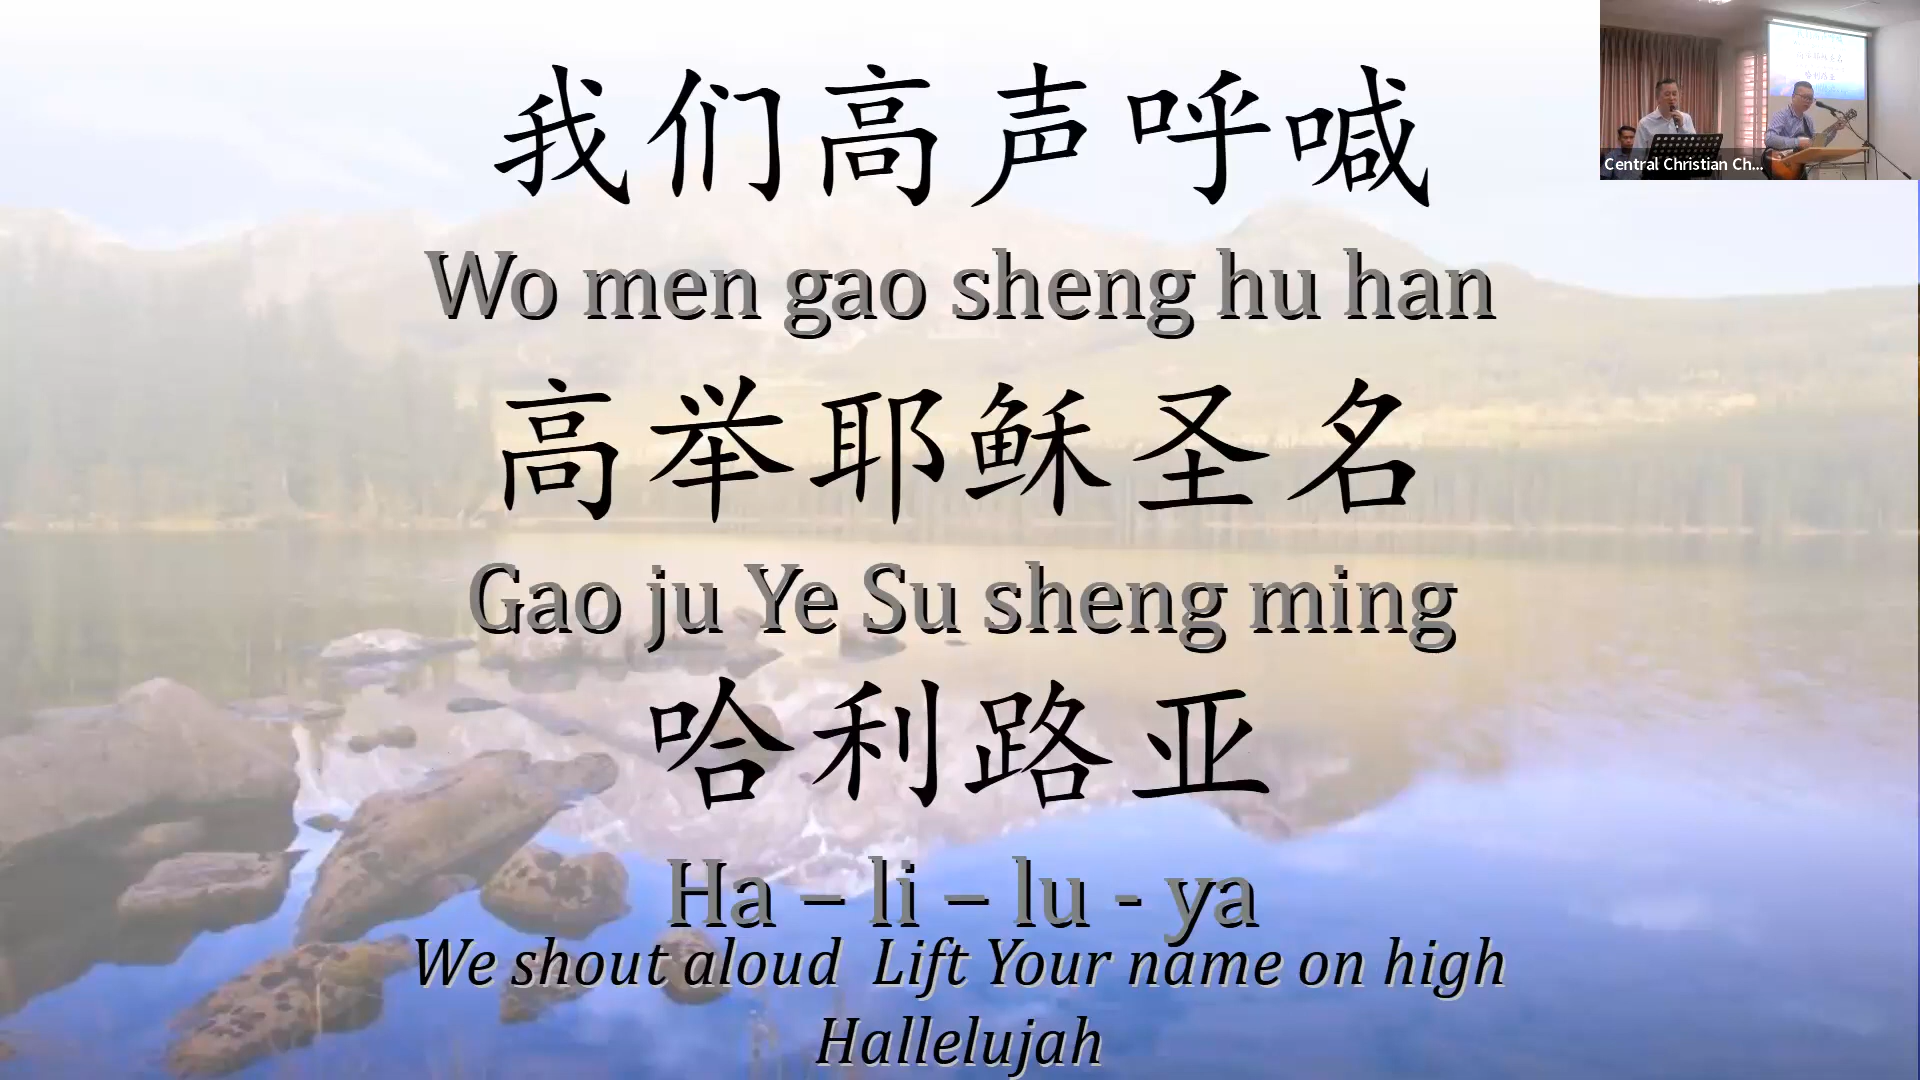 我们高声呼喊
Wo men gao sheng hu han
高举耶稣圣名
Gao ju Ye Su sheng ming
哈利路亚
Ha – li – lu - ya
We shout aloud  Lift Your name on high
Hallelujah
Central Christian Ch...